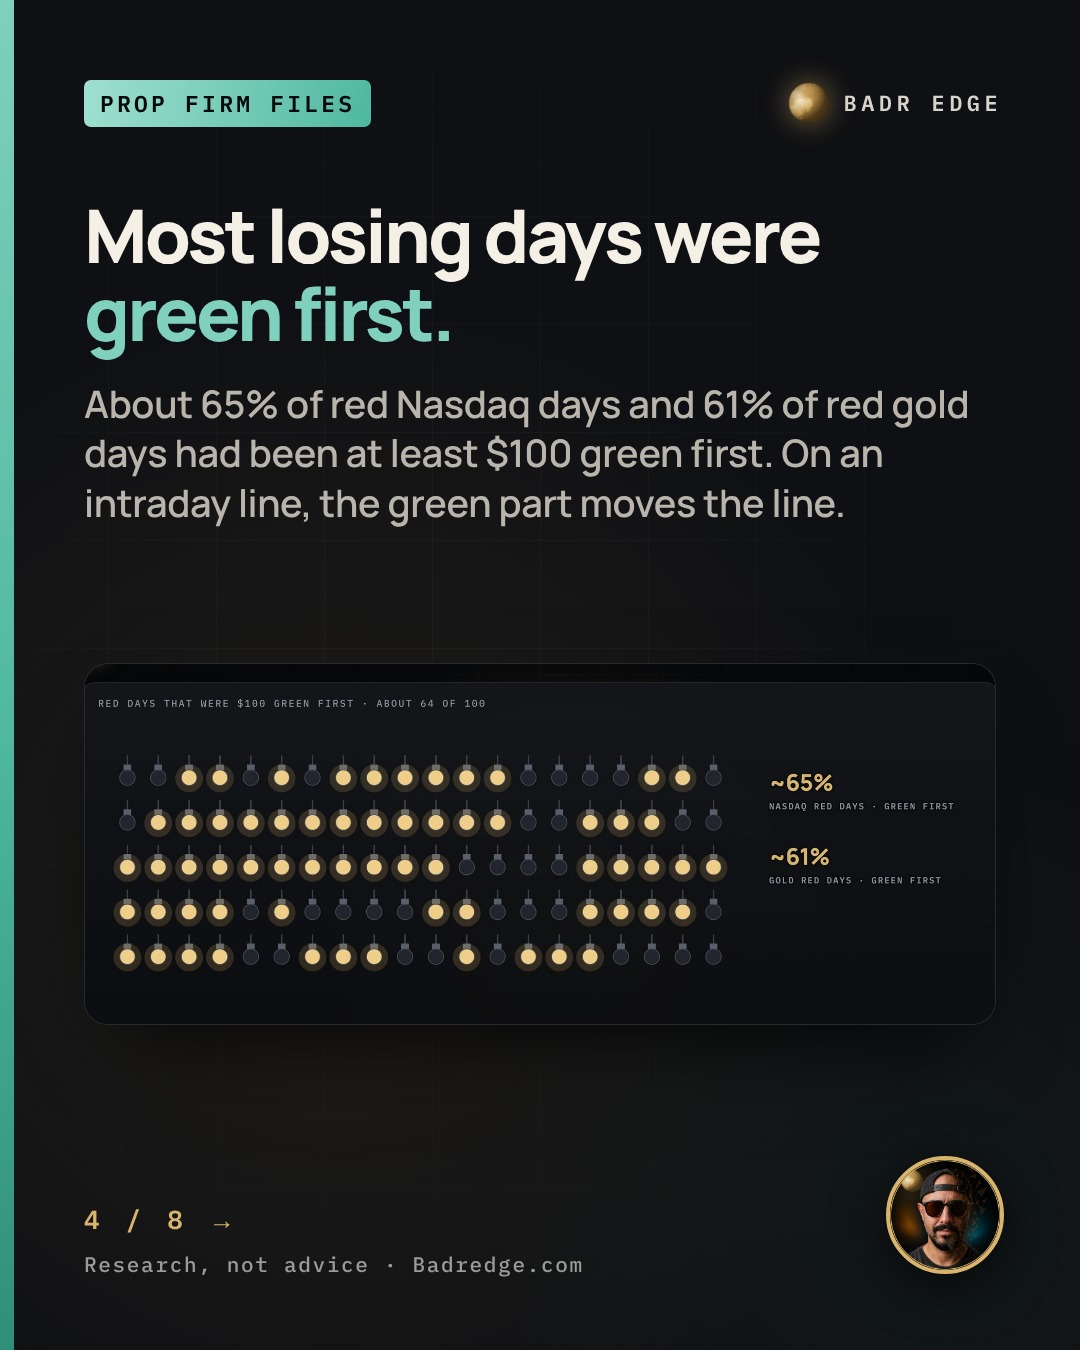 PROP FIRM FILES
BADR EDGE
Most losing days were
green first.
About 65% of red Nasdaq days and 61% of red gold
days had been at least $100 green first. On an
intraday line, the green part moves the line.
RED DAYS THAT WERE $100 GREEN FIRST · ABOUT 64 OF 100
~65%
NASDAQ RED DAYS · GREEN FIRST
~61%
GOLD RED DAYS · GREEN FIRST
4 / 8 →
Research, not advice · Badredge.com